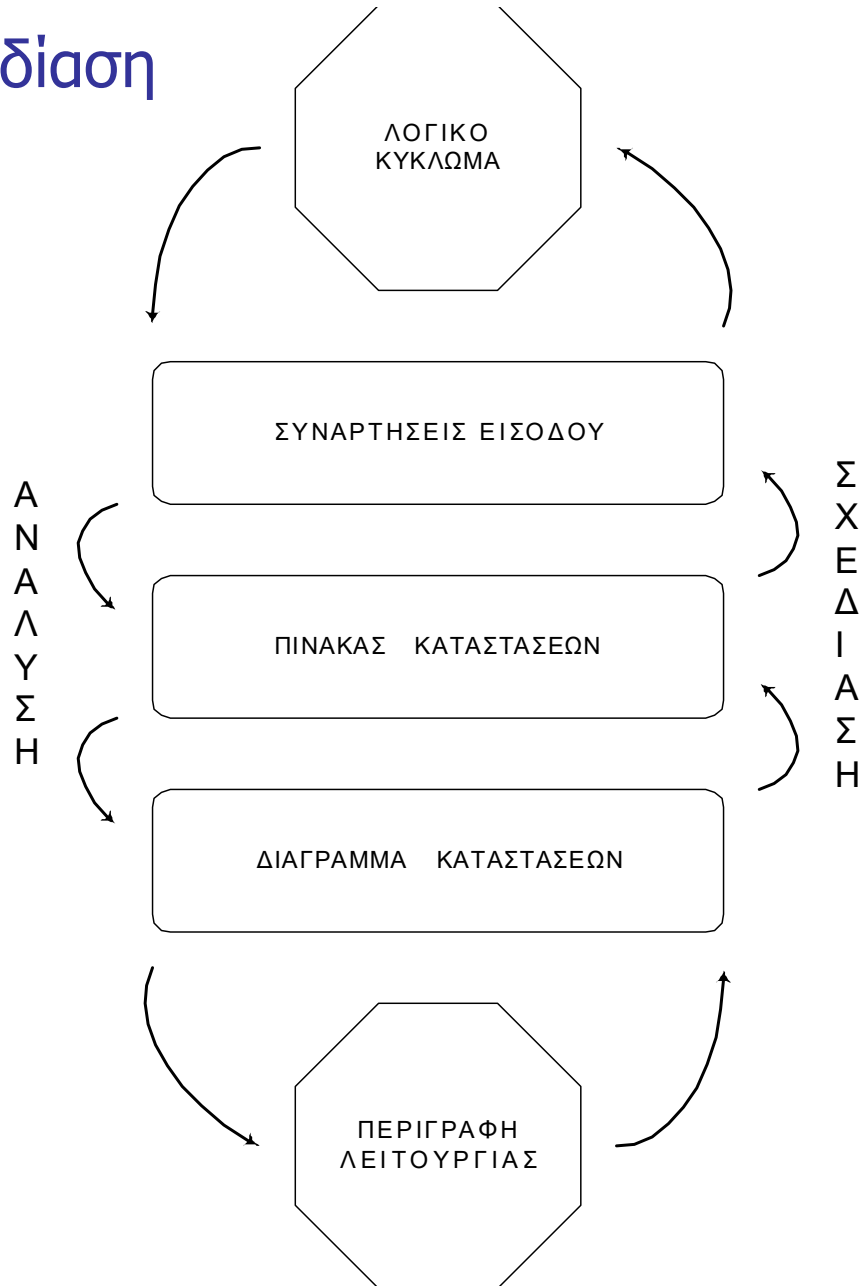 δίαση
ΛΟΓΙΚΟ
ΚΥΚΛΩΜΑ
ΣΥΝΑΡΤΗΣΕΙΣ ΕΙΣΟΔΟΥ
ΑΝΑΛΥΣΗ
ΣΧΕΔΙΑΣΗ
ΠΙΝΑΚΑΣ ΚΑΤΑΣΤΑΣΕΩΝ
ΔΙΑΓΡΑΜΜΑ ΚΑΤΑΣΤΑΣΕΩΝ
ΠΕΡΙΓΡΑΦΗ
ΛΕΙΤΟΥΡΓΙΑΣ